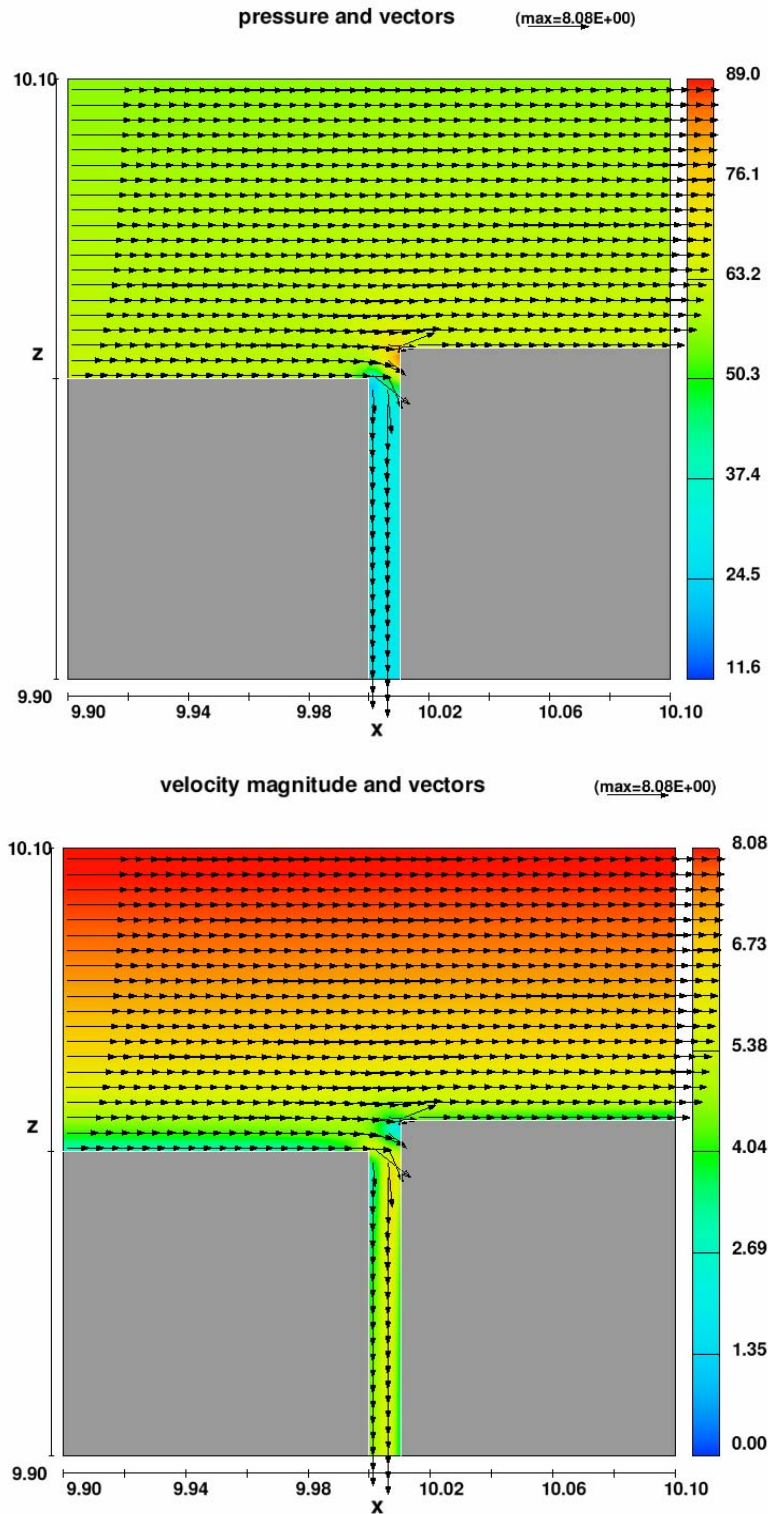 pressure and vectors (max=8.08E+00)
10.10
89.0
76.1
63.2
z
50.3
37.4
24.5
11.6
9.90
9.90 9.94 9.98 10.02 10.06 10.10
x
velocity magnitude and vectors (max=8.08E+00)
10.10
8.08
6.73
5.38
z
4.04
2.69
1.35
0.00
9.90
9.90 9.94 9.98 10.02 10.06 10.10
x